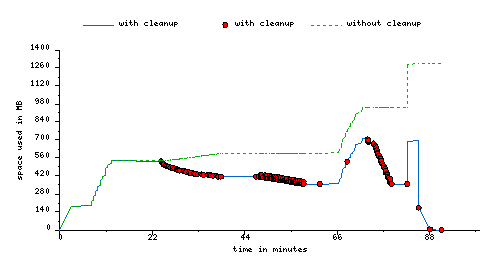 with cleanup with cleanup without cleanup
1400
1260
1120
980
840
700
560
420
280
140
0
space used in MB
0 22 44 66 88
time in minutes